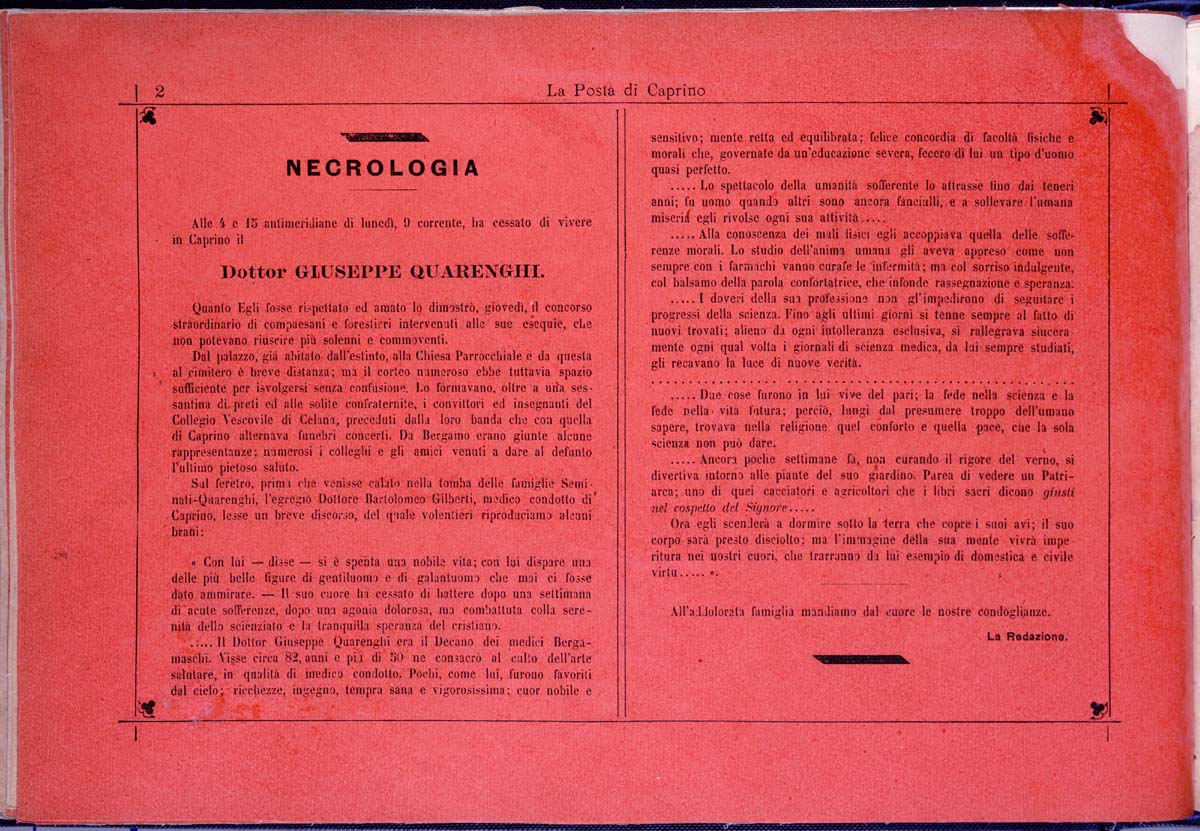 2
La Posta di Caprino
NECROLOGIA
Alle 4 e 15 antimeridiane di lunedì, 9 corrente, ha cessato di vivere
in Caprino il
Dottor GIUSEPPE QUARENGHI.
Quanto Egli fosse rispettato ed amato lo dimostrò, giovedì, il concorso
straordinario di compaesani e forestieri intervenuti alle sue esequie, che
non potevano riuscire più solenni e commoventi.
Dal palazzo, già abitato dall'estinto, alla Chiesa Parrocchiale e da questa
al cimitero è breve distanza; ma il corteo numeroso ebbe tuttavia spazio
sufficiente per isvolgersi senza confusione. Lo formavano, oltre a una ses-
santina di preti ed alle solite confraternite, i convittori ed insegnanti del
Collegio Vescovile di Celana, preceduti dalla loro banda che con quella
di Caprino alternava funebri concerti. Da Bergamo erano giunte alcune
rappresentanze; numerosi i colleghi e gli amici venuti a dare al defunto
l'ultimo pietoso saluto.
Sul feretro, prima che venisse calato nella tomba delle famiglie Semi-
nati-Quarenghi, l'egregio Dottore Bartolomeo Gilberti, medico condotto di
Caprino, lesse un breve discorso, del quale volentieri riproduciamo alcuni
brani:
« Con lui — disse — si è spenta una nobile vita; con lui dispare una
delle più belle figure di gentiluomo e di galantuomo che mai ci fosse
dato ammirare. — Il suo cuore ha cessato di battere dopo una settimana
di acute sofferenze, dopo una agonia dolorosa, ma combattuta colla sere-
nità dello scienziato e la tranquilla speranza del cristiano.
..... Il Dottor Giuseppe Quarenghi era il Decano dei medici Berga-
maschi. Visse circa 82, anni e più di 50 ne consacrò al culto dell'arte
salutare, in qualità di medico condotto. Pochi, come lui, furono favoriti
dal cielo; ricchezze, ingegno, tempra sana e vigorosissima; cuor nobile e
sensitivo; mente retta ed equilibrata; felice concordia di facoltà fisiche e
morali che, governate da un'educazione severa, fecero di lui un tipo d'uomo
quasi perfetto.
..... Lo spettacolo della umanità sofferente lo attrasse fino dai teneri
anni; fu uomo quando altri sono ancora fanciulli, e a sollevare l'umana
miseria egli rivolse ogni sua attività.....
..... Alla conoscenza dei mali fisici egli accoppiava quella delle soffe-
renze morali. Lo studio dell'anima umana gli aveva appreso come non
sempre con i farmachi vanno curate le infermità; ma col sorriso indulgente,
col balsamo della parola confortatrice, che infonde rassegnazione e speranza.
..... I doveri della sua professione non gl'impedirono di seguitare i
progressi della scienza. Fino agli ultimi giorni si tenne sempre al fatto di
nuovi trovati; alieno da ogni intolleranza esclusiva, si rallegrava sincera-
mente ogni qual volta i giornali di scienza medica, da lui sempre studiati,
gli recavano la luce di nuove verità.
..... Due cose furono in lui vive del pari; la fede nella scienza e la
fede nella vita futura; perciò, lungi dal presumere troppo dell'umano
sapere, trovava nella religione quel conforto e quella pace, che la sola
scienza non può dare.
..... Ancora poche settimane fa, non curando il rigore del verno, si
divertiva intorno alle piante del suo giardino. Parea di vedere un Patri-
arca; uno di quei cacciatori e agricoltori che i libri sacri dicono giusti
nel cospetto del Signore.....
Ora egli scenderà a dormire sotto la terra che copre i suoi avi; il suo
corpo sarà presto disciolto; ma l'immagine della sua mente vivrà impe-
ritura nei nostri cuori, che trarranno da lui esempio di domestica e civile
virtù..... ».
All'addolorata famiglia mandiamo dal cuore le nostre condoglianze.
La Redazione.